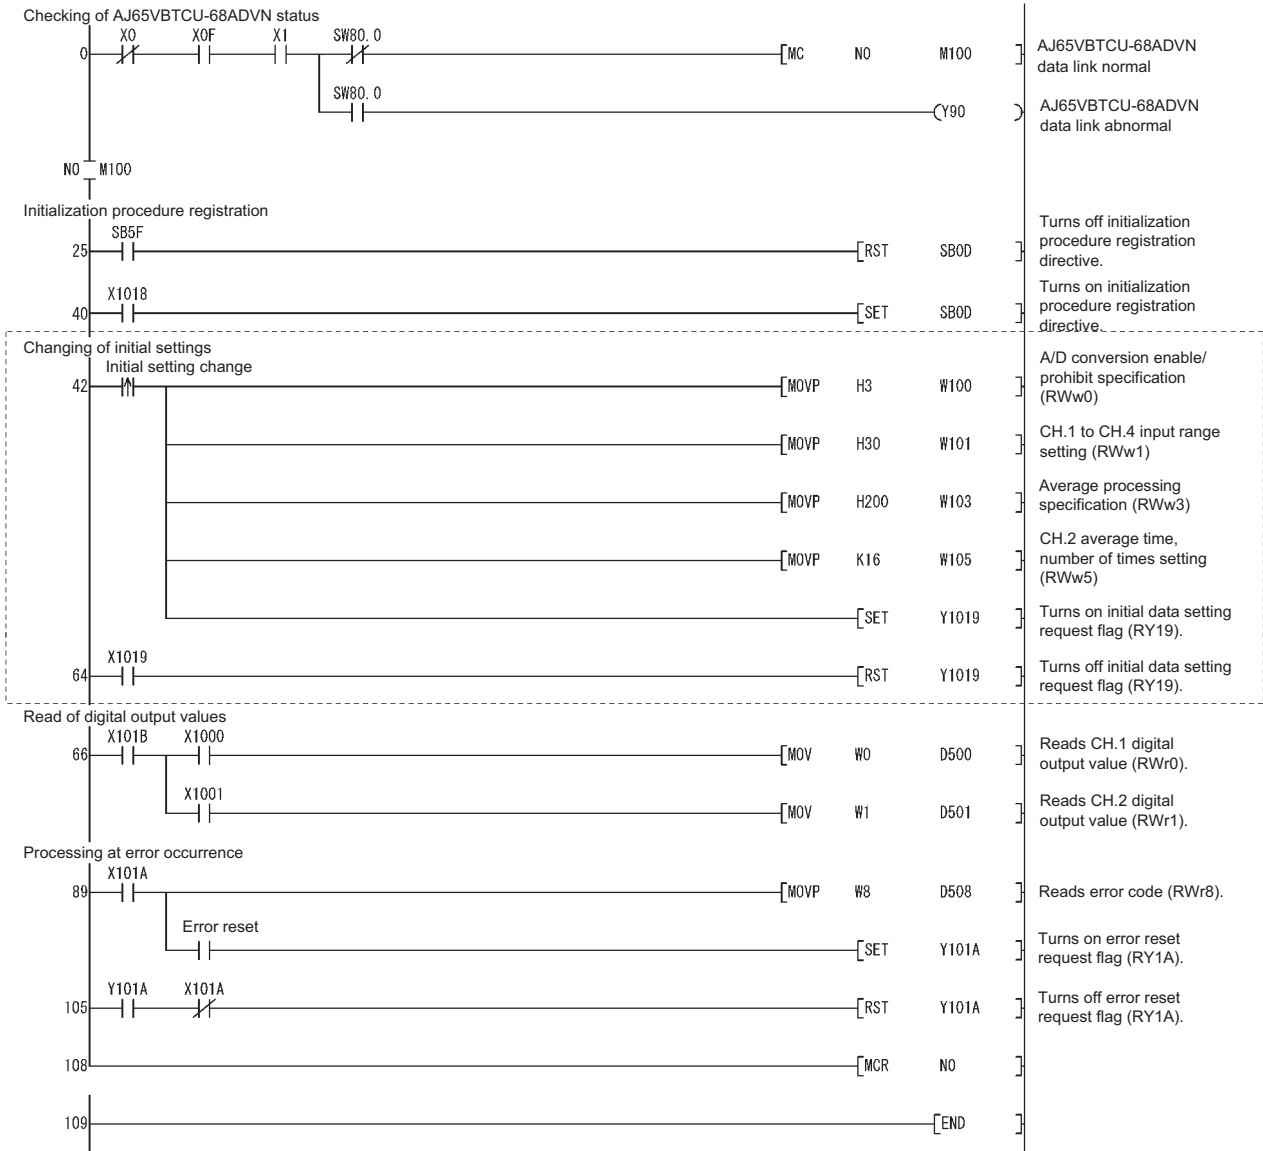 Checking of AJ65VBTCU-68ADVN status
X0 X0F X1 SW80.0
0 [MC N0 M100 ] AJ65VBTCU-68ADVN
data link normal
SW80.0
(Y90 ) AJ65VBTCU-68ADVN
data link abnormal
N0 M100
Initialization procedure registration
SB5F
25 [RST SB0D ] Turns off initialization
procedure registration
directive.
X1018
40 [SET SB0D ] Turns on initialization
procedure registration
directive.
Changing of initial settings
Initial setting change
42 [MOVP H3 W100 ] A/D conversion enable/
prohibit specification
(RWw0)
[MOVP H30 W101 ] CH.1 to CH.4 input range
setting (RWw1)
[MOVP H200 W103 ] Average processing
specification (RWw3)
[MOVP K16 W105 ] CH.2 average time,
number of times setting
(RWw5)
[SET Y1019 ] Turns on initial data setting
request flag (RY19).
X1019
64 [RST Y1019 ] Turns off initial data setting
request flag (RY19).
Read of digital output values
X101B X1000
66 [MOV W0 D500 ] Reads CH.1 digital
output value (RWr0).
X1001
[MOV W1 D501 ] Reads CH.2 digital
output value (RWr1).
Processing at error occurrence
X101A
89 [MOVP W8 D508 ] Reads error code (RWr8).
Error reset
[SET Y101A ] Turns on error reset
request flag (RY1A).
Y101A X101A
105 [RST Y101A ] Turns off error reset
request flag (RY1A).
108 [MCR N0 ]
109 [END ]